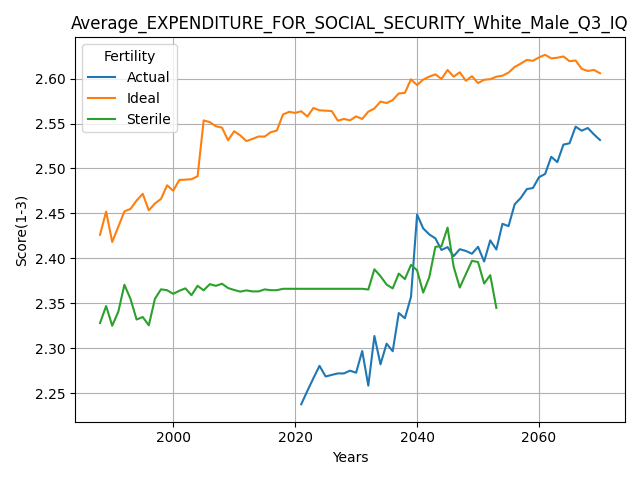 Average_EXPENDITURE_FOR_SOCIAL_SECURITY_White_Male_Q3_IQ
Fertility
Actual
Ideal
Sterile
Score(1-3)
2.60
2.55
2.50
2.45
2.40
2.35
2.30
2.25
2000
2020
2040
2060
Years